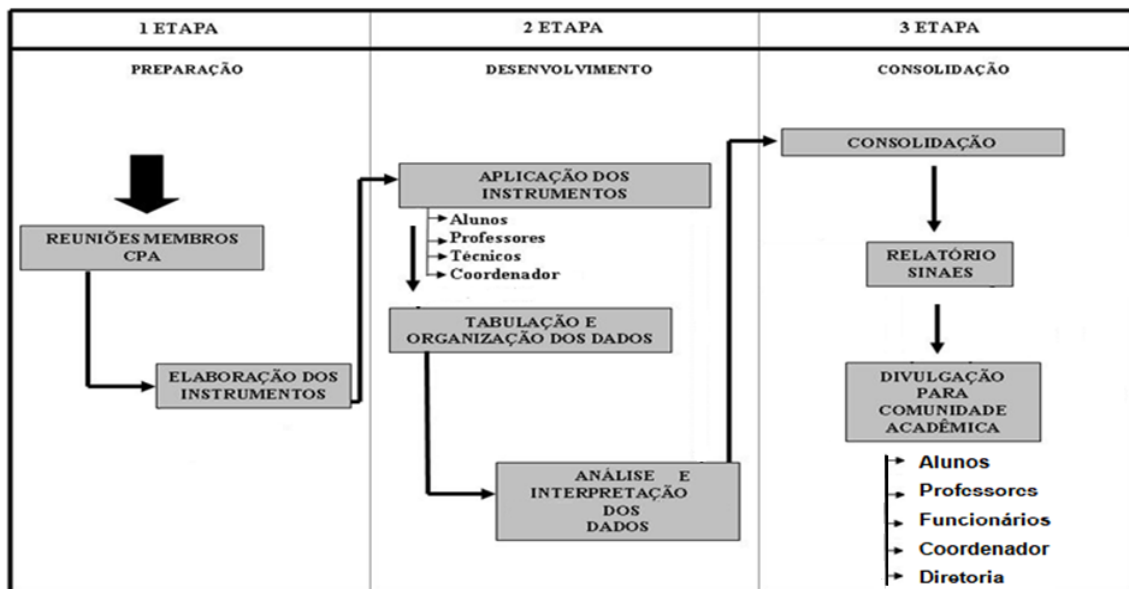 1 ETAPA
2 ETAPA
3 ETAPA
PREPARAÇÃO
DESENVOLVIMENTO
CONSOLIDAÇÃO
REUNIÕES MEMBROS
CPA
ELABORAÇÃO DOS
INSTRUMENTOS
APLICAÇÃO DOS
INSTRUMENTOS
Alunos
Professores
Técnicos
Coordenador
TABULAÇÃO E
ORGANIZAÇÃO DOS DADOS
ANÁLISE E
INTERPRETAÇÃO
DOS
DADOS
CONSOLIDAÇÃO
RELATÓRIO
SINAES
DIVULGAÇÃO
PARA
COMUNIDADE
ACADÊMICA
Alunos
Professores
Funcionários
Coordenador
Diretoria